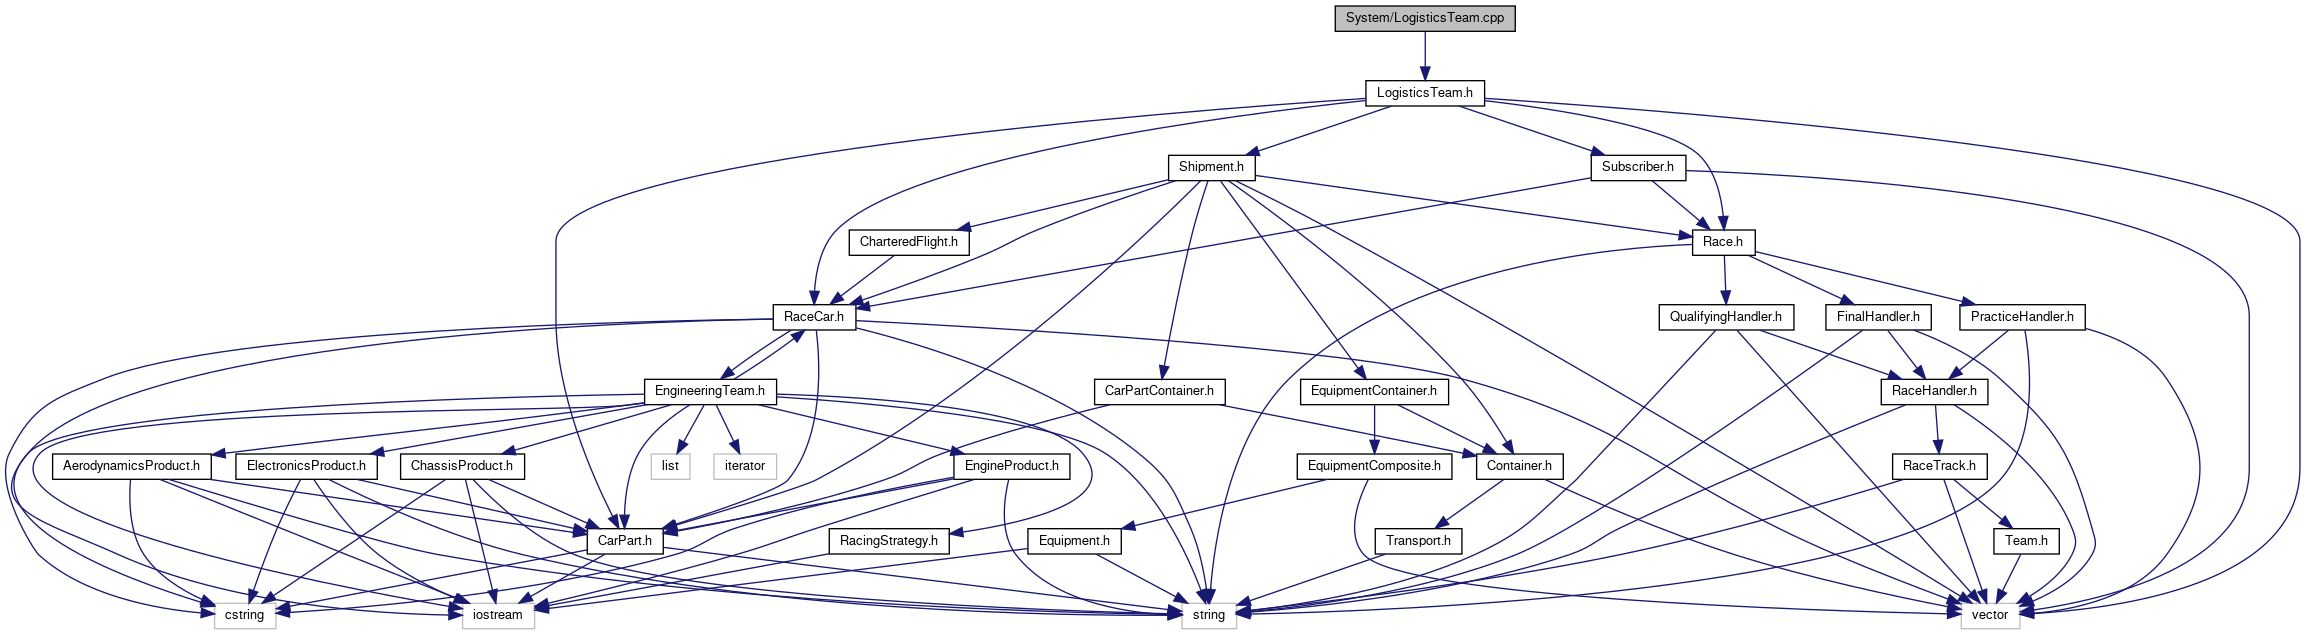 System/LogisticsTeam.cpp
LogisticsTeam.h
Shipment.h
Subscriber.h
CharteredFlight.h
Race.h
RaceCar.h
QualifyingHandler.h
FinalHandler.h
PracticeHandler.h
EngineeringTeam.h
CarPartContainer.h
EquipmentContainer.h
RaceHandler.h
AerodynamicsProduct.h
ElectronicsProduct.h
ChassisProduct.h
list
iterator
EngineProduct.h
EquipmentComposite.h
Container.h
RaceTrack.h
CarPart.h
RacingStrategy.h
Equipment.h
Transport.h
Team.h
cstring
iostream
string
vector